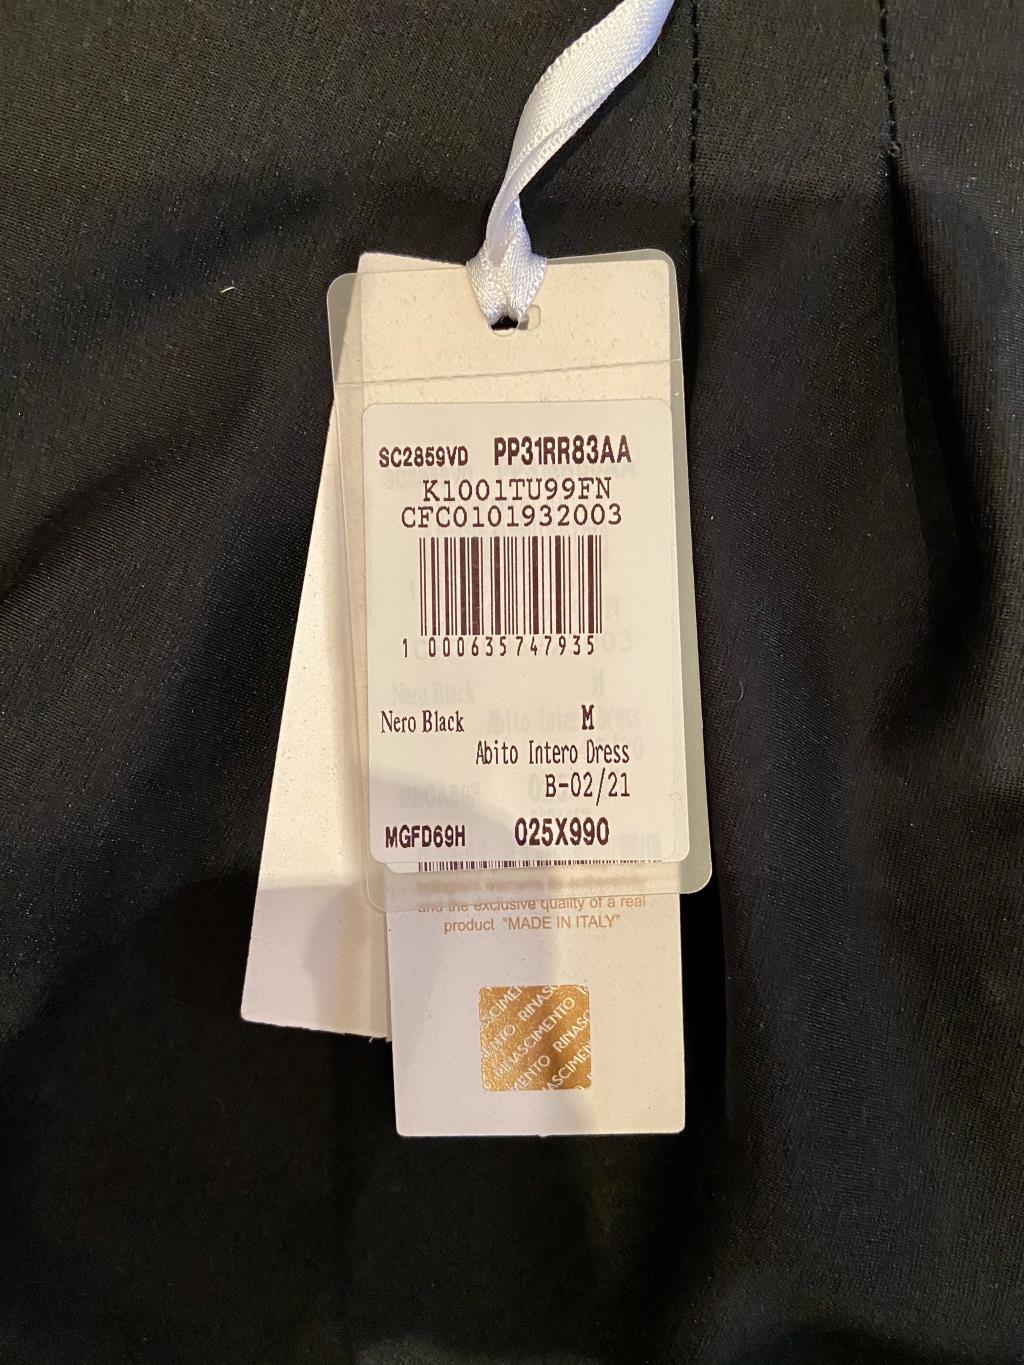 SC2859VD PP31RR83AA
K1001TU99FN
CFC0101932003
1 000635747935
Nero Black M
Abito Intero Dress
B-02/21
MGFD69H 025X990
and the exclusive quality of a real
product "MADE IN ITALY"
RINASCIMENTO